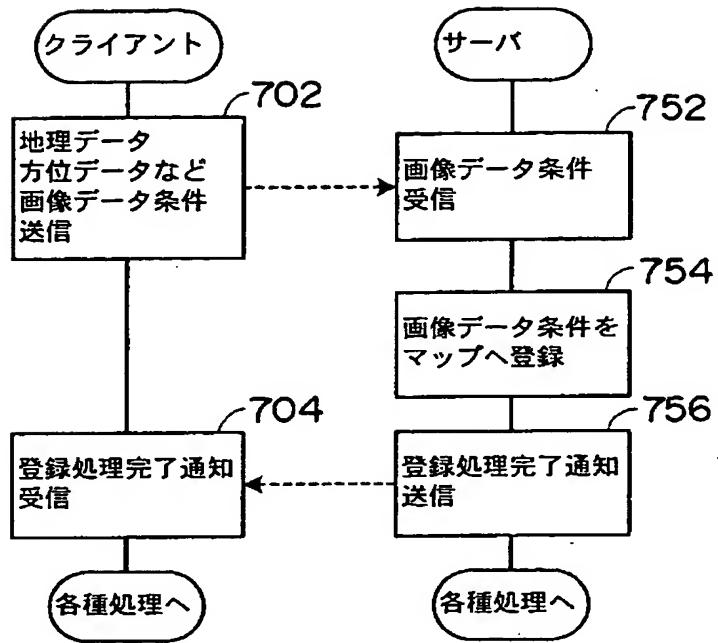 クライアント
702
地理データ
方位データなど
画像データ条件
送信
704
登録処理完了通知
受信
各種処理へ
サーバ
752
画像データ条件
受信
754
画像データ条件を
マップへ登録
756
登録処理完了通知
送信
各種処理へ